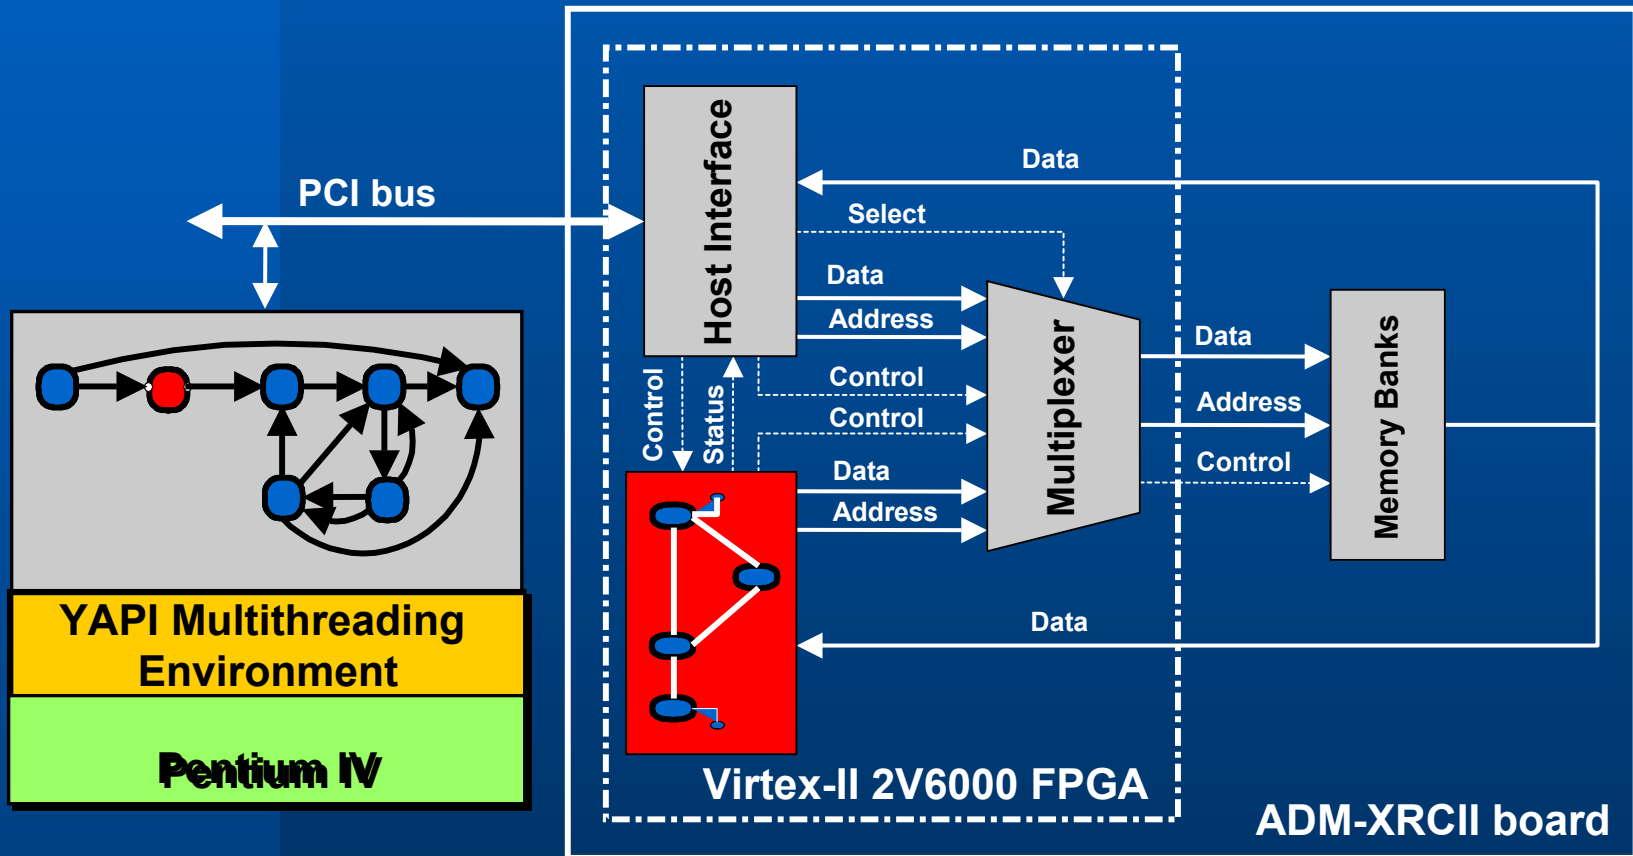 PCI bus
Host Interface
Data
Select
Data
Address
Control
Control
Data
Address
Control
Status
Multiplexer
Data
Address
Control
Memory Banks
Data
YAPI Multithreading
Environment
Pentium IV
Virtex-II 2V6000 FPGA
ADM-XRCII board